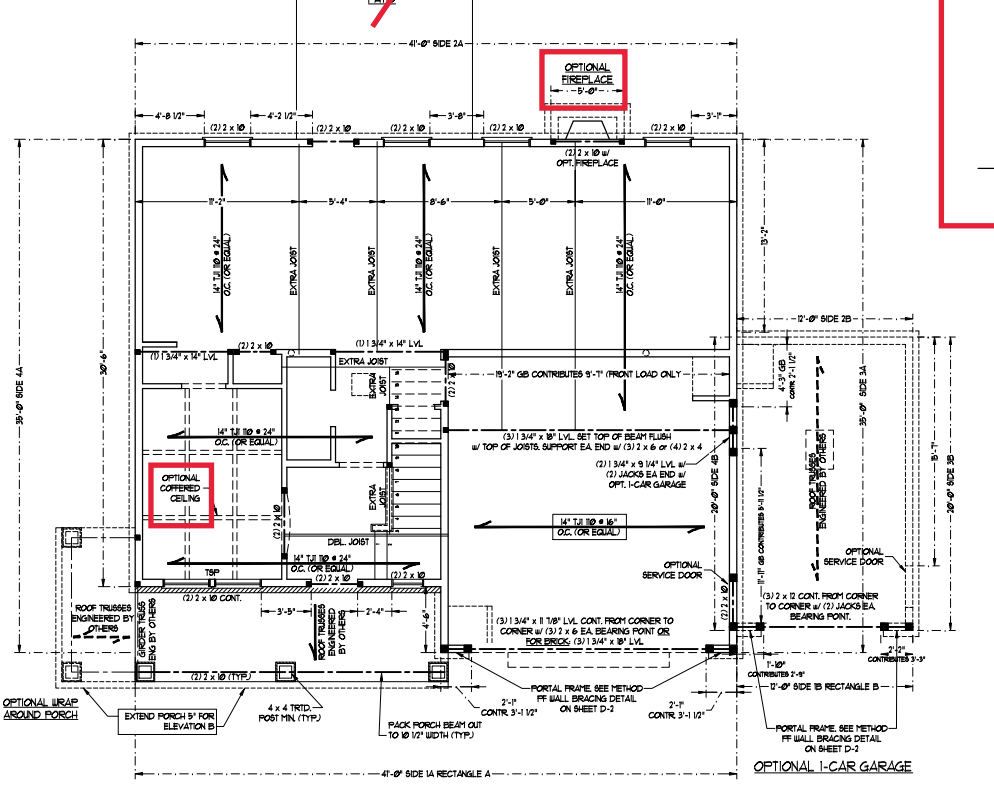 41'-0" SIDE 2A
OPTIONAL
FIREPLACE
5'-0"
4'-8 1/2"
4'-2 1/2"
3'-8"
3'-1"
(2) 2 x 10
(2) 2 x 10
(2) 2 x 10
(2) 2 x 10
(2) 2 x 10
(2) 2 x 10 w/
OPT. FIREPLACE
11'-2"
5'-4"
8'-6"
5'-0"
11'-0"
14" TJI 110 @ 24"
O.C. (OR EQUAL)
EXTRA JOIST
EXTRA JOIST
14" TJI 110 @ 24"
O.C. (OR EQUAL)
EXTRA JOIST
EXTRA JOIST
14" TJI 110 @ 24"
O.C. (OR EQUAL)
13'-2"
35'-0" SIDE 4A
30'-6"
35'-0" SIDE 3A
12'-0" SIDE 2B
(1) 1 3/4" x 14" LVL
(2) 2 x 10
(1) 1 3/4" x 14" LVL
EXTRA JOIST
EXTRA
JOIST
(2) 2 x 10
19'-2" GB CONTRIBUTES 9'-7" (FRONT LOAD ONLY
4'-3" GB
CONTR. 2'-1 1/2"
14" TJI 110 @ 24"
O.C. (OR EQUAL)
(3) 1 3/4" x 18" LVL. SET TOP OF BEAM FLUSH
w/ TOP OF JOISTS. SUPPORT EA. END w/ (3) 2 x 6 or (4) 2 x 4
(2) 1 3/4" x 9 1/4" LVL w/
(2) JACKS EA END w/
OPT. 1-CAR GARAGE
20'-0" SIDE 4B
ROOF TRUSSES
ENGINEERED BY OTHERS
15'-7"
20'-0" SIDE 3B
OPTIONAL
COFFERED
CEILING
EXTRA
JOIST
(2) 2 x 10
14" TJI 110 @ 16"
O.C. (OR EQUAL)
11'-11" GB CONTRIBUTES 5'-11 1/2"
DBL. JOIST
14" TJI 110 @ 24"
O.C. (OR EQUAL)
TSP
(2) 2 x 10
(2) 2 x 10
OPTIONAL
SERVICE DOOR
OPTIONAL
SERVICE DOOR
(2) 2 x 10
(2) 2 x 10 CONT.
3'-5"
2'-4"
4'-6"
(3) 2 x 12 CONT. FROM CORNER
TO CORNER w/ (2) JACKS EA.
BEARING POINT.
ROOF TRUSSES
ENGINEERED BY
OTHERS
GIRDER TRUSS
ENG BY OTHERS
ROOF TRUSSES
ENGINEERED
BY OTHERS
(3) 1 3/4" x 11 7/8" LVL CONT. FROM CORNER TO
CORNER w/ (3) 2 x 6 EA. BEARING POINT OR
FOR BRICK: (3) 1 3/4" x 18" LVL
2'-2"
CONTRIBUTES 3'-3"
1'-10"
CONTRIBUTES 2'-9"
(2) 2 x 10 (TYP.)
12'-0" SIDE 1B RECTANGLE B
PORTAL FRAME. SEE METHOD
PF WALL BRACING DETAIL
ON SHEET D-2
2'-1"
CONTR. 3'-1 1/2"
2'-1"
CONTR. 3'-1 1/2"
OPTIONAL WRAP
AROUND PORCH
EXTEND PORCH 5" FOR
ELEVATION B
4 x 4 TRTD.
POST MIN. (TYP.)
PACK PORCH BEAM OUT
TO 10 1/2" WIDTH (TYP.)
PORTAL FRAME. SEE METHOD
PF WALL BRACING DETAIL
ON SHEET D-2
OPTIONAL 1-CAR GARAGE
41'-0" SIDE 1A RECTANGLE A